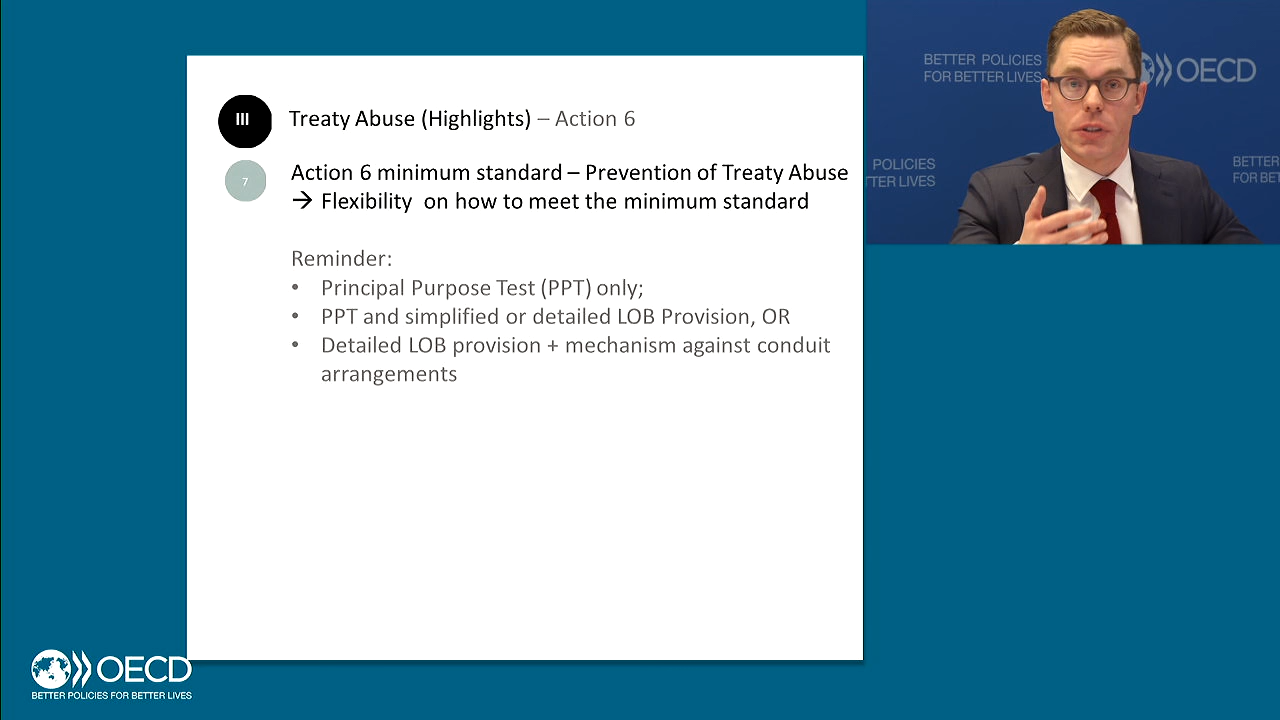 BETTER POLICIES
FOR BETTER LIVES
OECD
POLICIES
TER LIVES
BETTER
FOR BET
III
Treaty Abuse (Highlights) – Action 6
7
Action 6 minimum standard – Prevention of Treaty Abuse
→ Flexibility on how to meet the minimum standard
Reminder:
• Principal Purpose Test (PPT) only;
• PPT and simplified or detailed LOB Provision, OR
• Detailed LOB provision + mechanism against conduit
arrangements
OECD
BETTER POLICIES FOR BETTER LIVES